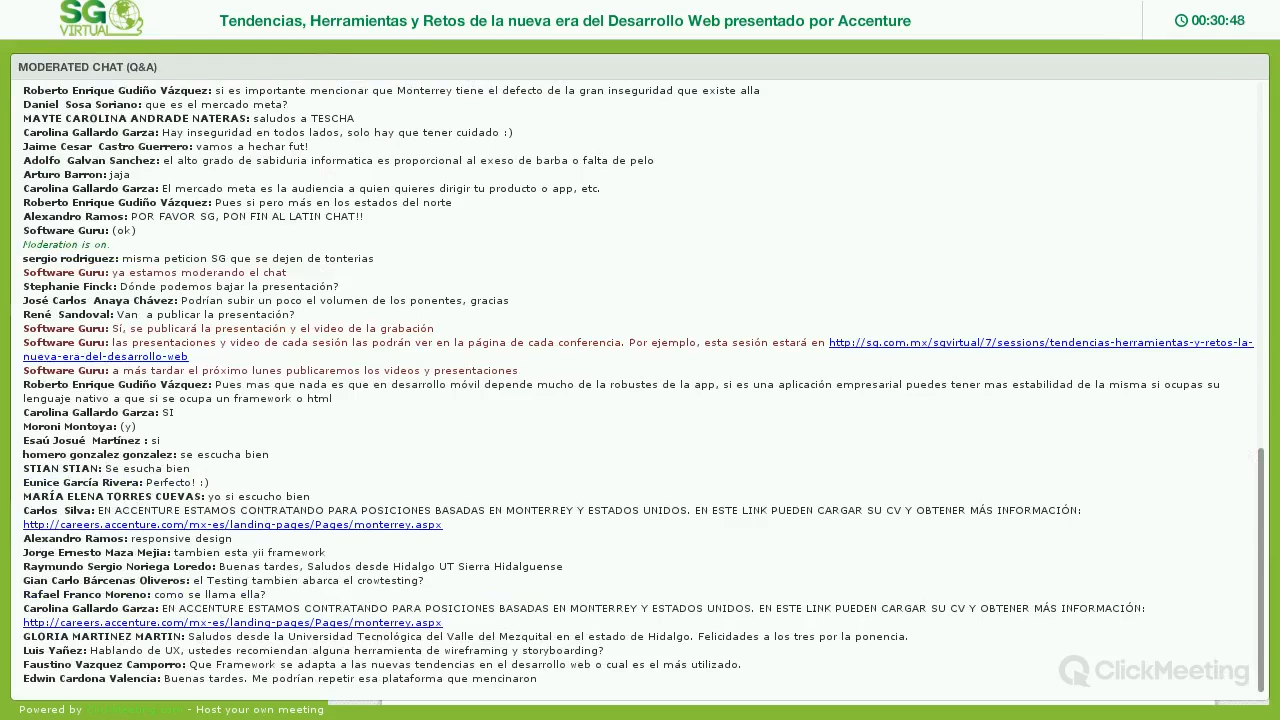 SG
VIRTUAL
Tendencias, Herramientas y Retos de la nueva era del Desarrollo Web presentado por Accenture
00:30:48
MODERATED CHAT (Q&A)
Roberto Enrique Gudiño Vázquez: si es importante mencionar que Monterrey tiene el defecto de la gran inseguridad que existe alla
Daniel Sosa Soriano: que es el mercado meta?
MAYTE CAROLINA ANDRADE NATERAS: saludos a TESCHA
Carolina Gallardo Garza: Hay inseguridad en todos lados, solo hay que tener cuidado :)
Jaime Cesar Castro Guerrero: vamos a hechar fut!
Adolfo Galvan Sanchez: el alto grado de sabiduria informatica es proporcional al exeso de barba o falta de pelo
Arturo Barron: jaja
Carolina Gallardo Garza: El mercado meta es la audiencia a quien quieres dirigir tu producto o app, etc.
Roberto Enrique Gudiño Vázquez: Pues si pero más en los estados del norte
Alexandro Ramos: POR FAVOR SG, PON FIN AL LATIN CHAT!!
Software Guru: (ok)
Moderation is on.
sergio rodriguez: misma peticion SG que se dejen de tonterias
Software Guru: ya estamos moderando el chat
Stephanie Finck: Dónde podemos bajar la presentación?
José Carlos Anaya Chávez: Podrían subir un poco el volumen de los ponentes, gracias
René Sandoval: Van a publicar la presentación?
Software Guru: Sí, se publicará la presentación y el video de la grabación
Software Guru: las presentaciones y video de cada sesión las podrán ver en la página de cada conferencia. Por ejemplo, esta sesión estará en http://sg.com.mx/sgvirtual/7/sessions/tendencias-herramientas-y-retos-la-
nueva-era-del-desarrollo-web
Software Guru: a más tardar el próximo lunes publicaremos los videos y presentaciones
Roberto Enrique Gudiño Vázquez: Pues mas que nada es que en desarrollo móvil depende mucho de la robustes de la app, si es una aplicación empresarial puedes tener mas estabilidad de la misma si ocupas su
lenguaje nativo a que si se ocupa un framework o html
Carolina Gallardo Garza: SI
Moroni Montoya: (y)
Esaú Josué Martínez : si
homero gonzalez gonzalez: se escucha bien
STIAN STIAN: Se esucha bien
Eunice García Rivera: Perfecto! :)
MARÍA ELENA TORRES CUEVAS: yo si escucho bien
Carlos Silva: EN ACCENTURE ESTAMOS CONTRATANDO PARA POSICIONES BASADAS EN MONTERREY Y ESTADOS UNIDOS. EN ESTE LINK PUEDEN CARGAR SU CV Y OBTENER MÁS INFORMACIÓN:
http://careers.accenture.com/mx-es/landing-pages/Pages/monterrey.aspx
Alexandro Ramos: responsive design
Jorge Ernesto Maza Mejia: tambien esta yii framework
Raymundo Sergio Noriega Loredo: Buenas tardes, Saludos desde Hidalgo UT Sierra Hidalguense
Gian Carlo Bárcenas Oliveros: el Testing tambien abarca el crowtesting?
Rafael Franco Moreno: como se llama ella?
Carolina Gallardo Garza: EN ACCENTURE ESTAMOS CONTRATANDO PARA POSICIONES BASADAS EN MONTERREY Y ESTADOS UNIDOS. EN ESTE LINK PUEDEN CARGAR SU CV Y OBTENER MÁS INFORMACIÓN:
http://careers.accenture.com/mx-es/landing-pages/Pages/monterrey.aspx
GLORIA MARTINEZ MARTIN: Saludos desde la Universidad Tecnológica del Valle del Mezquital en el estado de Hidalgo. Felicidades a los tres por la ponencia.
Luis Yañez: Hablando de UX, ustedes recomiendan alguna herramienta de wireframing y storyboarding?
Faustino Vazquez Camporro: Que Framework se adapta a las nuevas tendencias en el desarrollo web o cual es el más utilizado.
Edwin Cardona Valencia: Buenas tardes. Me podrían repetir esa plataforma que mencinaron
ClickMeeting
Powered by - Host your own meeting